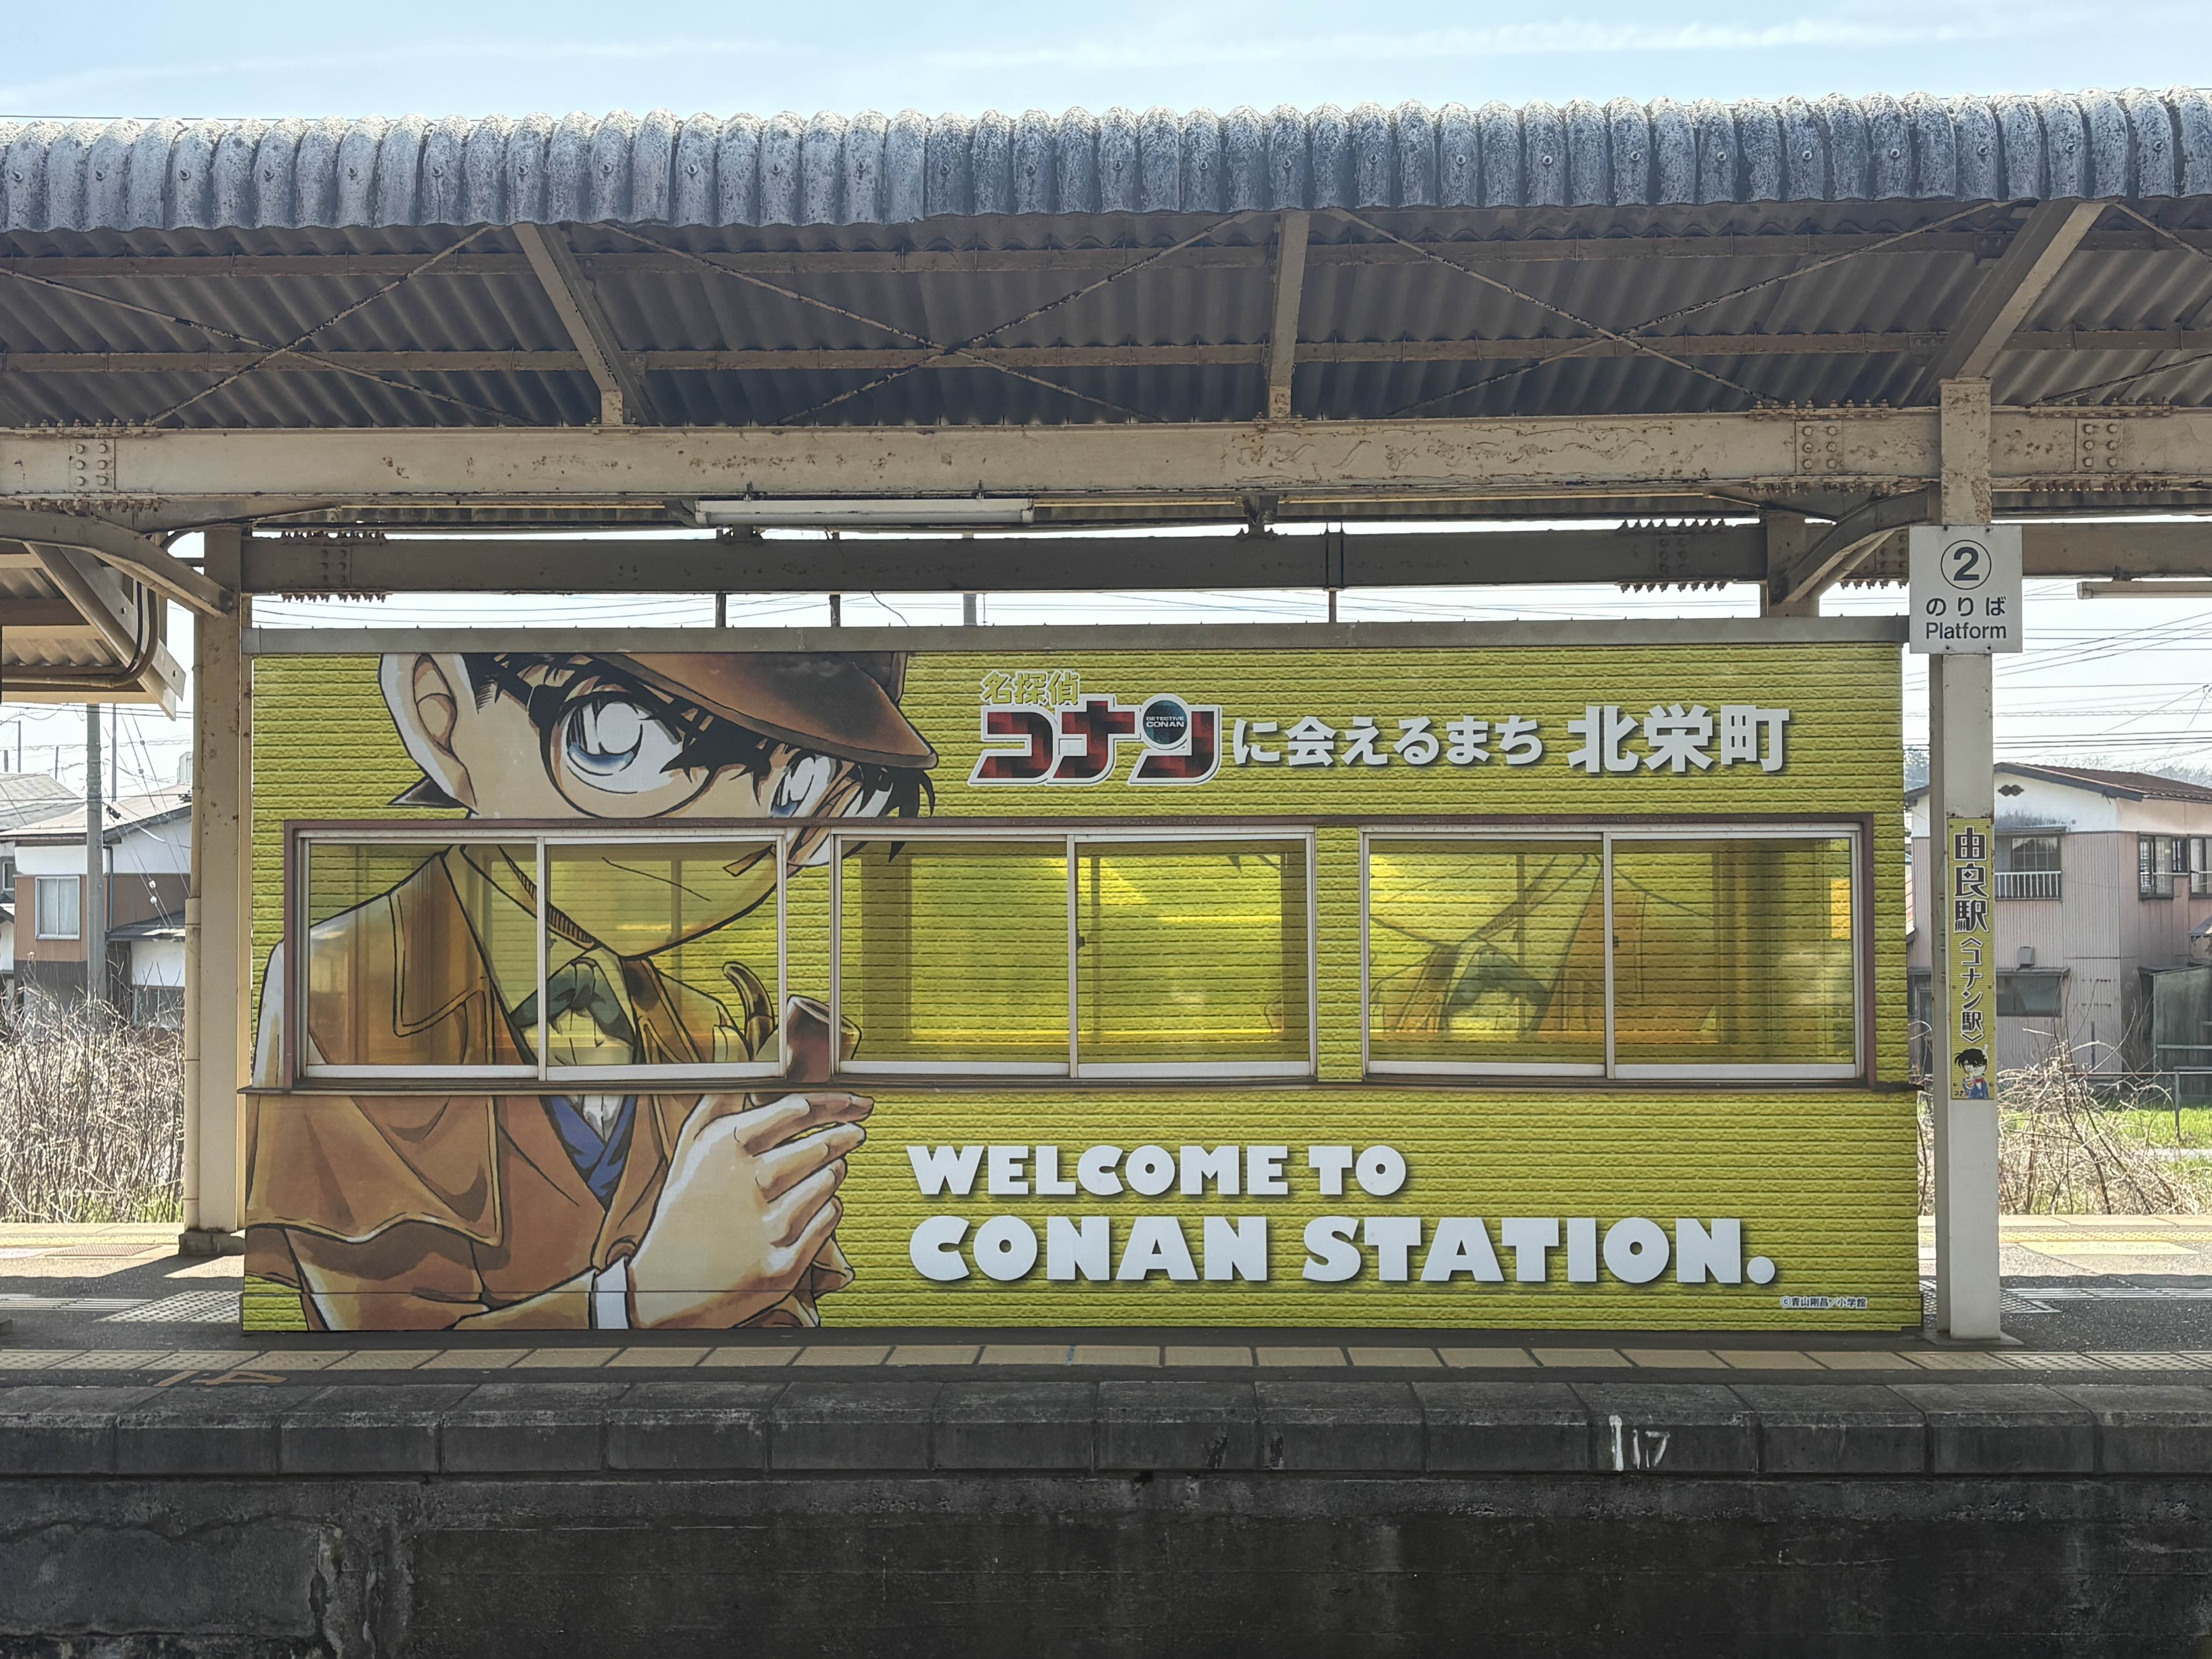 2
のりば
Platform
名探偵
コナン
DETECTIVE
CONAN
に会えるまち 北栄町
由良駅
〈コナン駅〉
WELCOME TO
CONAN STATION.
©青山剛昌/小学館
117